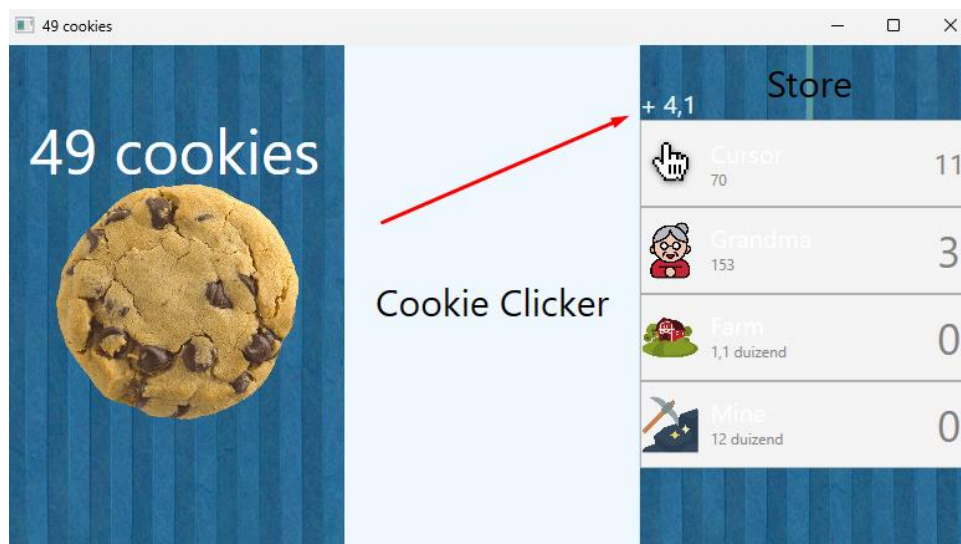 49 cookies
49 cookies
Cookie Clicker
Store
+ 4,1
Cursor
70
11
Grandma
153
3
Farm
1,1 duizend
0
Mine
12 duizend
0